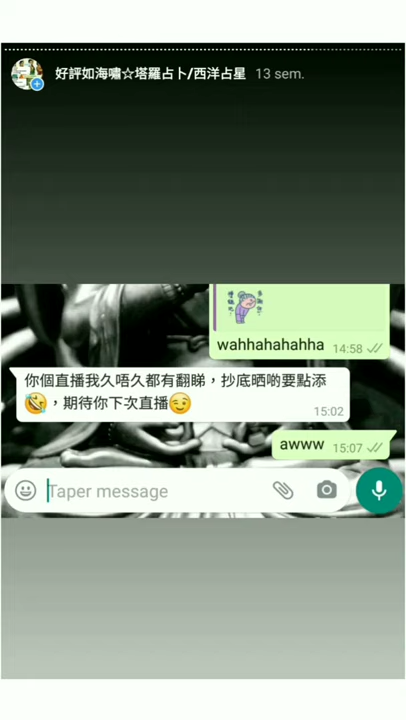 好評如海嘯☆塔羅占卜/西洋占星 13 sem.
wahhahahahha 14:58
你個直播我久唔久都有翻睇，抄底晒啲要點添
🤣，期待你下次直播😉
15:02
awww 15:07
Taper message